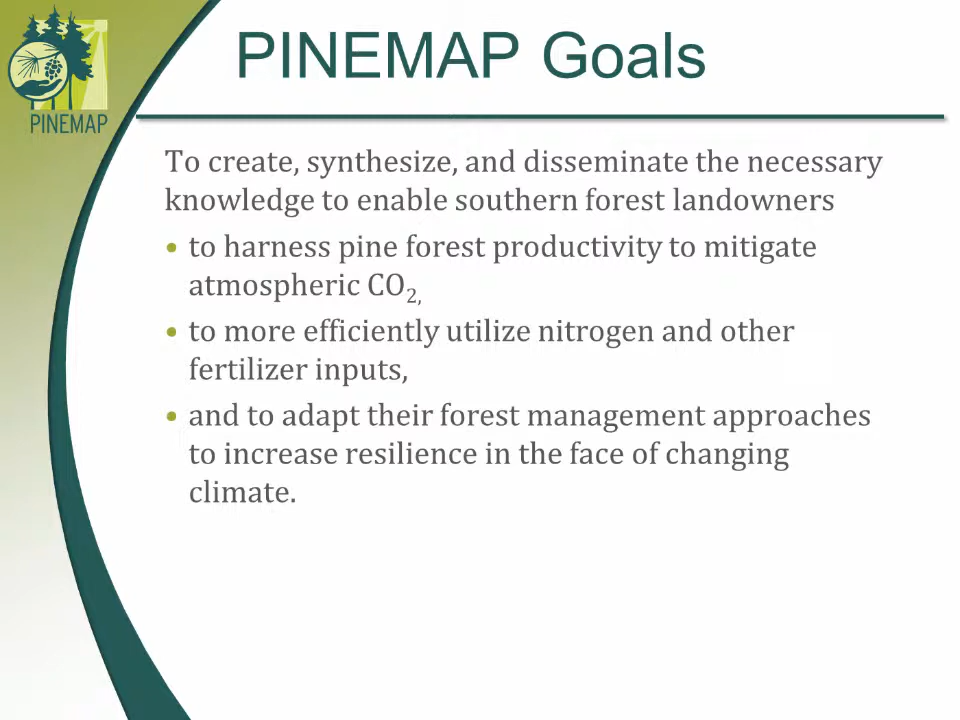 PINEMAP Goals
PINEMAP
To create, synthesize, and disseminate the necessary
knowledge to enable southern forest landowners
• to harness pine forest productivity to mitigate
atmospheric CO₂,
• to more efficiently utilize nitrogen and other
fertilizer inputs,
• and to adapt their forest management approaches
to increase resilience in the face of changing
climate.